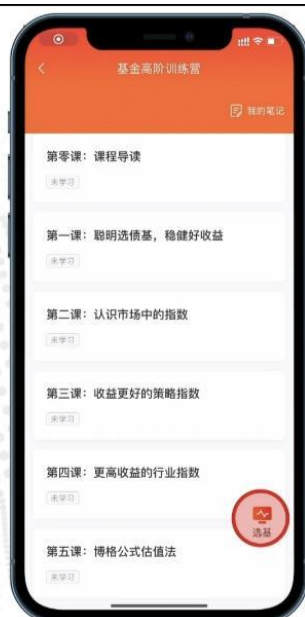 基金高阶训练营
我的笔记
第零课：课程导读
未学习
第一课：聪明选债基，稳健好收益
未学习
第二课：认识市场中的指数
未学习
第三课：收益更好的策略指数
未学习
第四课：更高收益的行业指数
未学习
选基
第五课：博格公式估值法
未学习